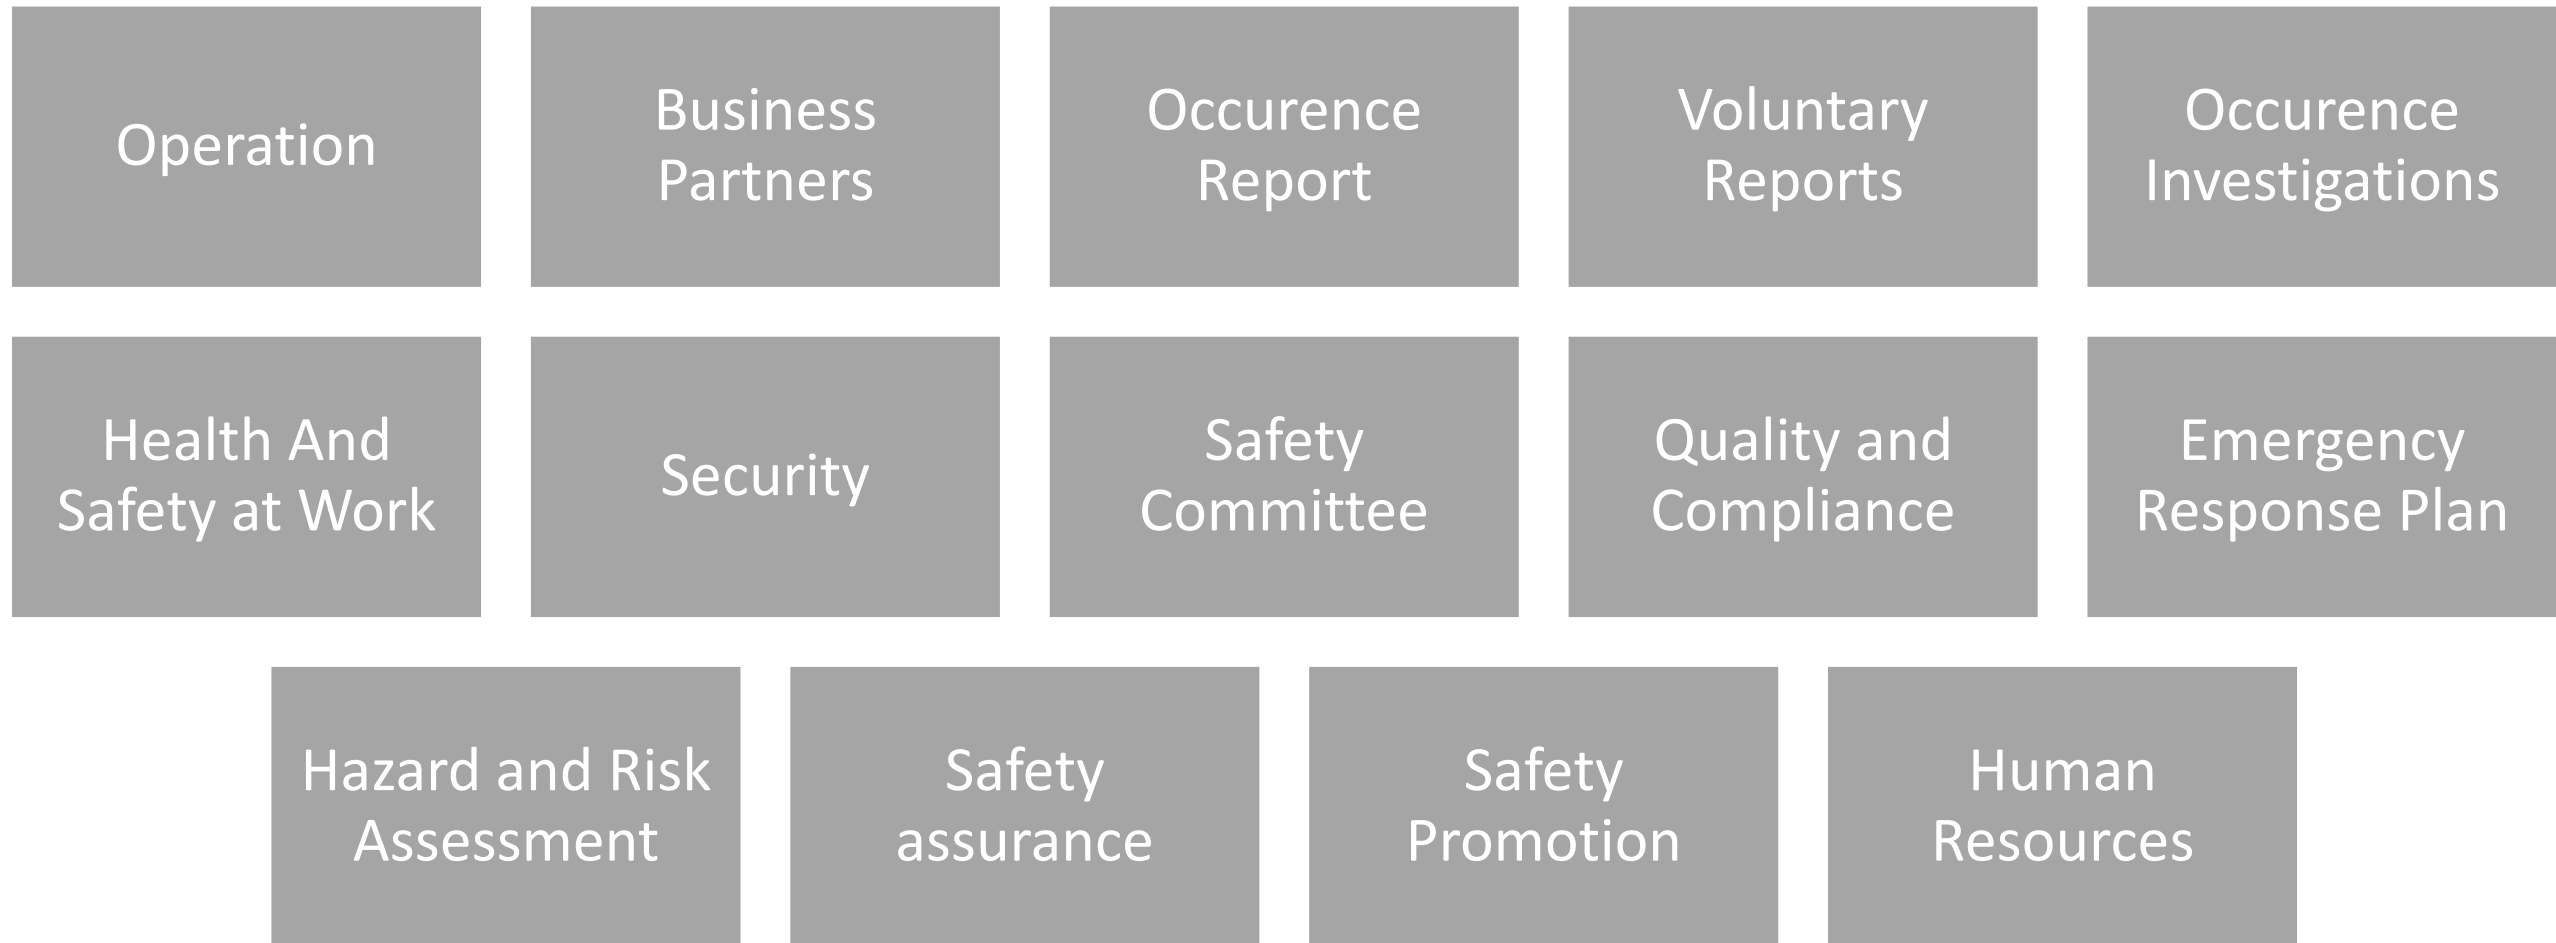 Operation
Business
Partners
Occurence
Report
Voluntary
Reports
Occurence
Investigations
Health And
Safety at Work
Security
Safety
Committee
Quality and
Compliance
Emergency
Response Plan
Hazard and Risk
Assessment
Safety
assurance
Safety
Promotion
Human
Resources